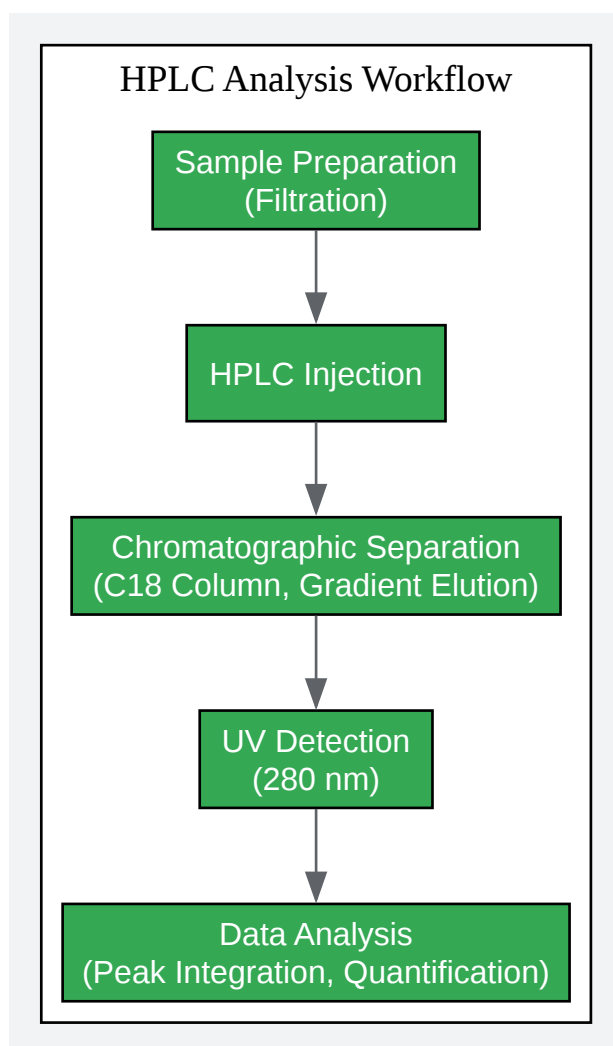 HPLC Analysis Workflow
Sample Preparation
(Filtration)
HPLC Injection
Chromatographic Separation
(C18 Column, Gradient Elution)
UV Detection
(280 nm)
Data Analysis
(Peak Integration, Quantification)